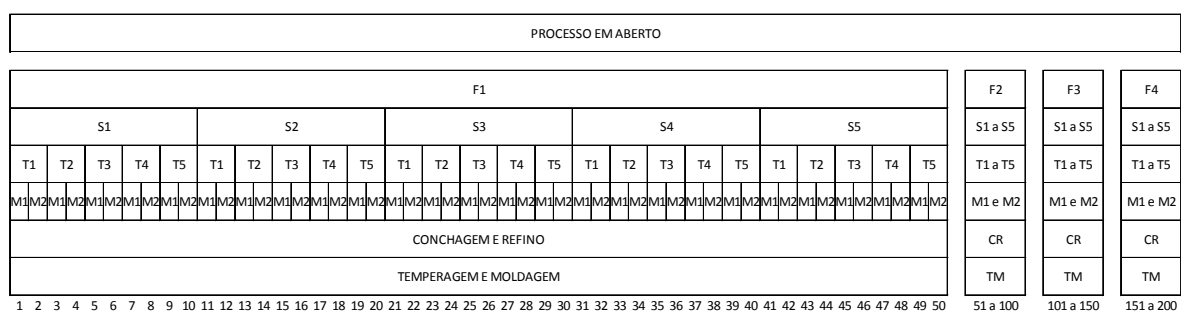 PROCESSO EM ABERTO
F1 F2 F3 F4
S1 S2 S3 S4 S5 S1 a S5 S1 a S5 S1 a S5
T1 T2 T3 T4 T5 T1 T2 T3 T4 T5 T1 T2 T3 T4 T5 T1 T2 T3 T4 T5 T1 T2 T3 T4 T5 T1 a T5 T1 a T5 T1 a T5
M1 M2 M1 M2 M1 M2 M1 M2 M1 M2 M1 M2 M1 M2 M1 M2 M1 M2 M1 M2 M1 M2 M1 M2 M1 M2 M1 M2 M1 M2 M1 M2 M1 M2 M1 M2 M1 M2 M1 M2 M1 M2 M1 M2 M1 M2 M1 M2 M1 M2 M1 e M2 M1 e M2 M1 e M2
CONCHAGEM E REFINO CR CR CR
TEMPERAGEM E MOLDAGEM TM TM TM
1 2 3 4 5 6 7 8 9 10 11 12 13 14 15 16 17 18 19 20 21 22 23 24 25 26 27 28 29 30 31 32 33 34 35 36 37 38 39 40 41 42 43 44 45 46 47 48 49 50 51 a 100 101 a 150 151 a 200